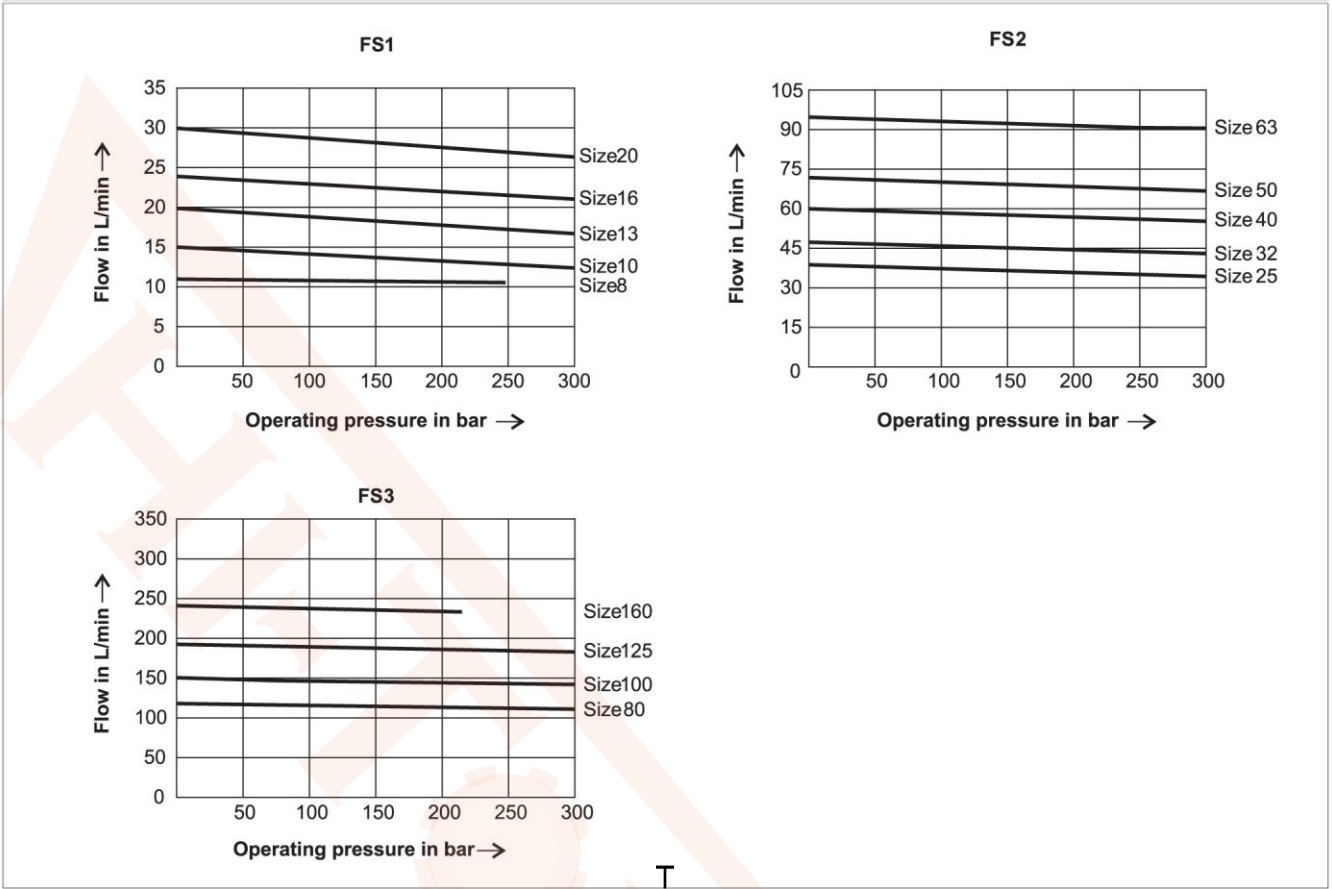 FS1
Flow in L/min
35
30
25
20
15
10
5
0
50 100 150 200 250 300
Size20
Size16
Size13
Size10
Size8
Operating pressure in bar
FS2
Flow in L/min
105
90
75
60
45
30
15
0
50 100 150 200 250 300
Size 63
Size 50
Size 40
Size 32
Size 25
Operating pressure in bar
FS3
Flow in L/min
350
300
250
200
150
100
50
0
50 100 150 200 250 300
Size160
Size125
Size100
Size80
Operating pressure in bar
T